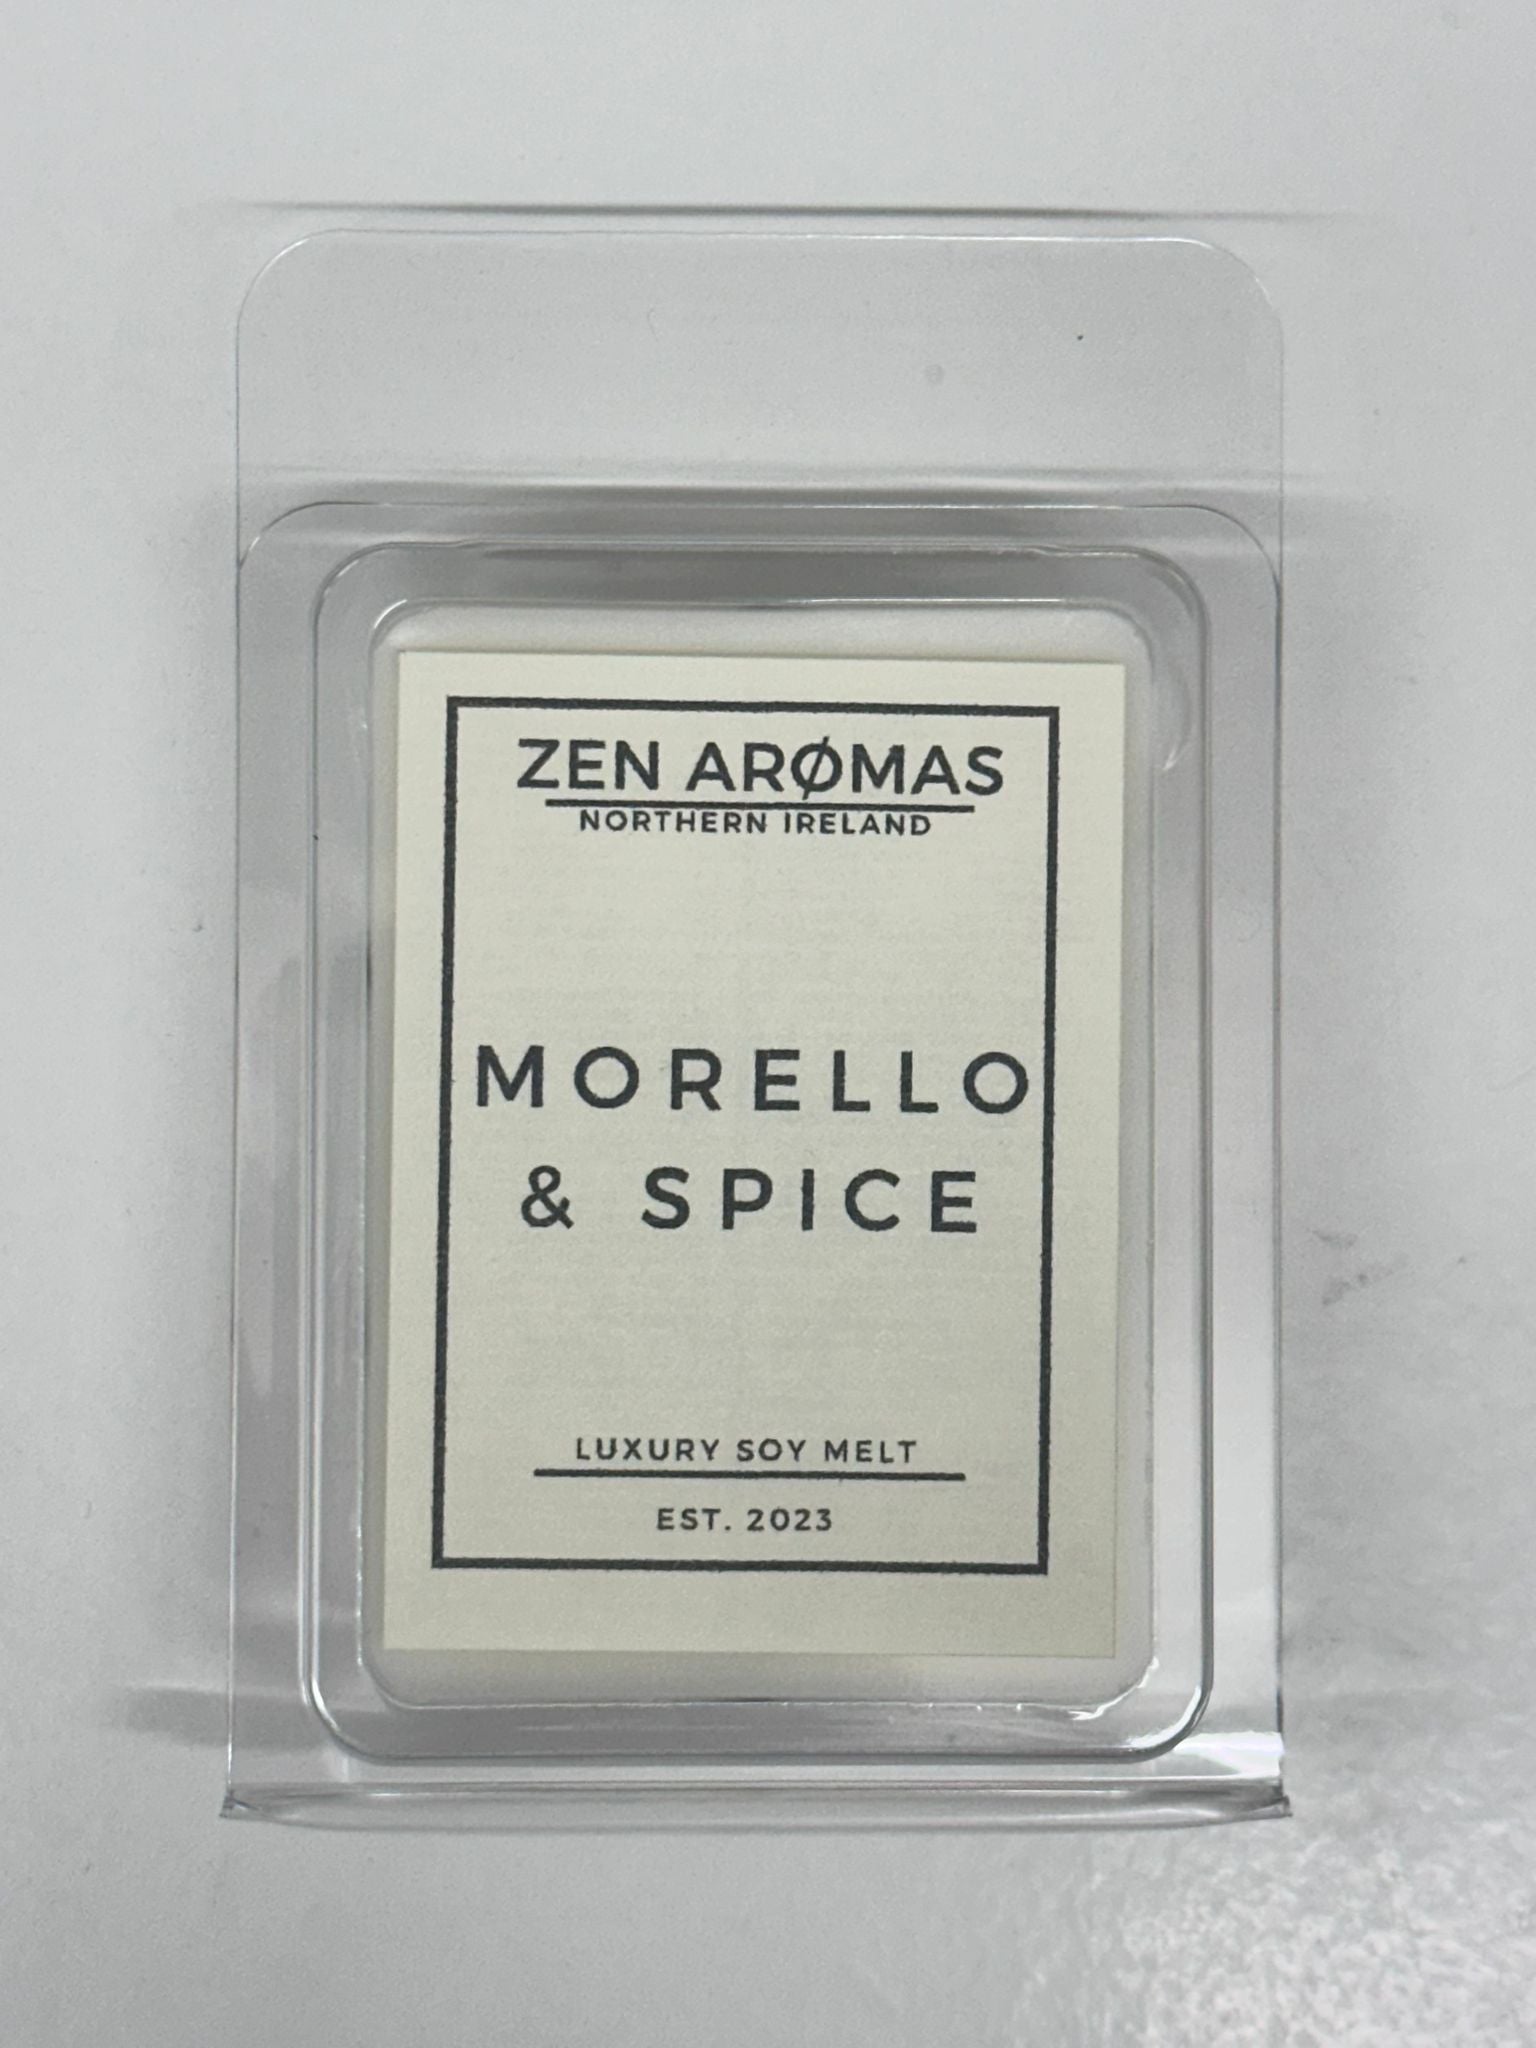 ZEN ARØMAS
NORTHERN IRELAND
MORELLO
& SPICE
LUXURY SOY MELT
EST. 2023